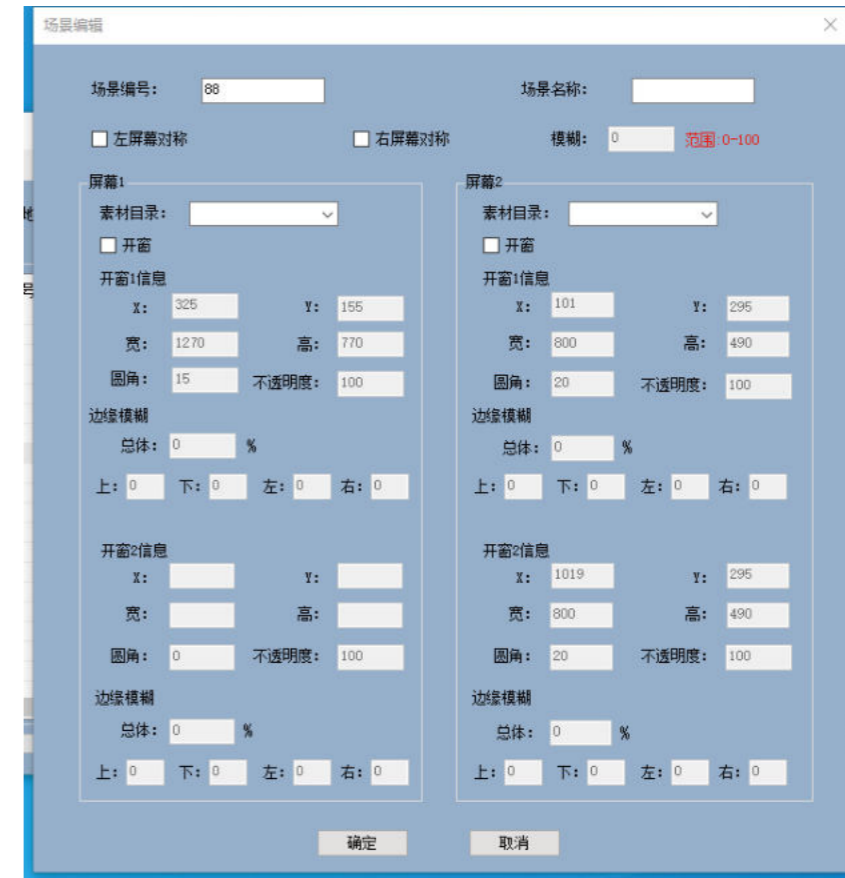 场景编辑
场景编号： 88 场景名称：
左屏幕对称 右屏幕对称 模糊： 0 范围:0-100
屏幕1 屏幕2
素材目录： 素材目录：
开窗 开窗
开窗1信息 开窗1信息
X： 325 Y： 155 X： 101 Y： 295
宽： 1270 高： 770 宽： 800 高： 490
圆角： 15 不透明度： 100 圆角： 20 不透明度： 100
边缘模糊 边缘模糊
总体： 0 % 总体： 0 %
上： 0 下： 0 左： 0 右： 0 上： 0 下： 0 左： 0 右： 0
开窗2信息 开窗2信息
X： Y： X： 1019 Y： 295
宽： 高： 宽： 800 高： 490
圆角： 0 不透明度： 100 圆角： 20 不透明度： 100
边缘模糊 边缘模糊
总体： 0 % 总体： 0 %
上： 0 下： 0 左： 0 右： 0 上： 0 下： 0 左： 0 右： 0
确定 取消